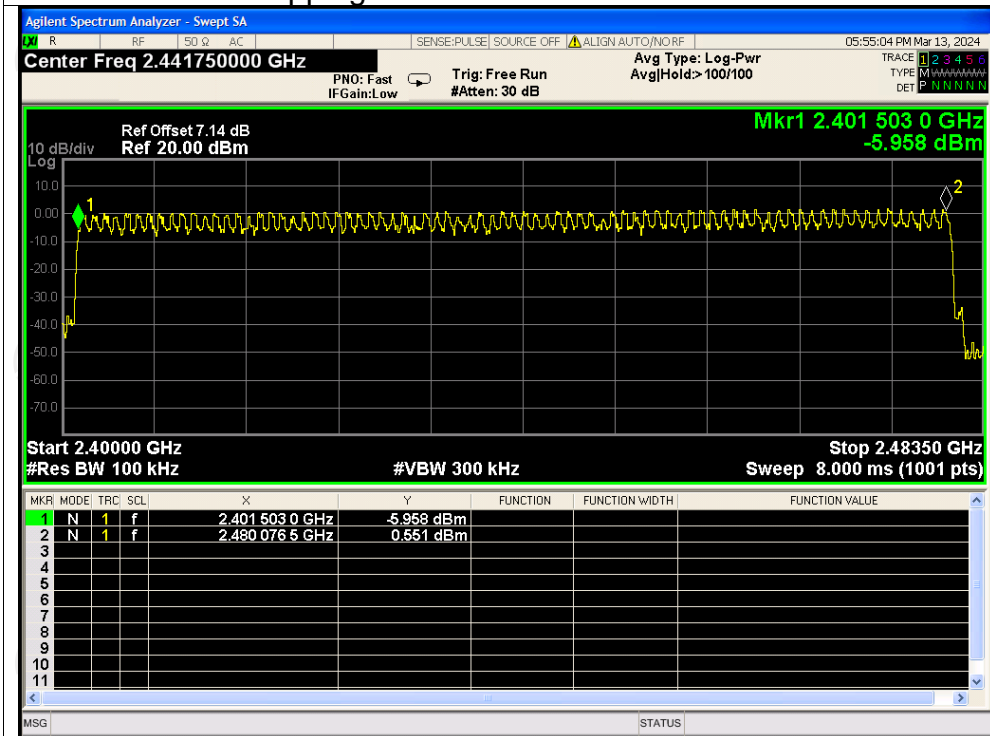 Agilent Spectrum Analyzer - Swept SA
LXI R RF 50 Ω AC SENSE:PULSE SOURCE OFF ALIGN AUTO/NO RF 05:55:04 PM Mar 13, 2024
Center Freq 2.441750000 GHz
PNO: Fast
IFGain:Low
Trig: Free Run
#Atten: 30 dB
Avg Type: Log-Pwr
Avg|Hold:>100/100
TRACE 1 2 3 4 5 6
TYPE M
DET P N N N N N
Mkr1 2.401 503 0 GHz
-5.958 dBm
Ref Offset 7.14 dB
10 dB/div Ref 20.00 dBm
Log
10.0
0.00
-10.0
-20.0
-30.0
-40.0
-50.0
-60.0
-70.0
1
2
Start 2.40000 GHz Stop 2.48350 GHz
#Res BW 100 kHz #VBW 300 kHz Sweep 8.000 ms (1001 pts)
MKR MODE TRC SCL X Y FUNCTION FUNCTION WIDTH FUNCTION VALUE
1 N 1 f 2.401 503 0 GHz -5.958 dBm
2 N 1 f 2.480 076 5 GHz 0.551 dBm
3
4
5
6
7
8
9
10
11
MSG STATUS